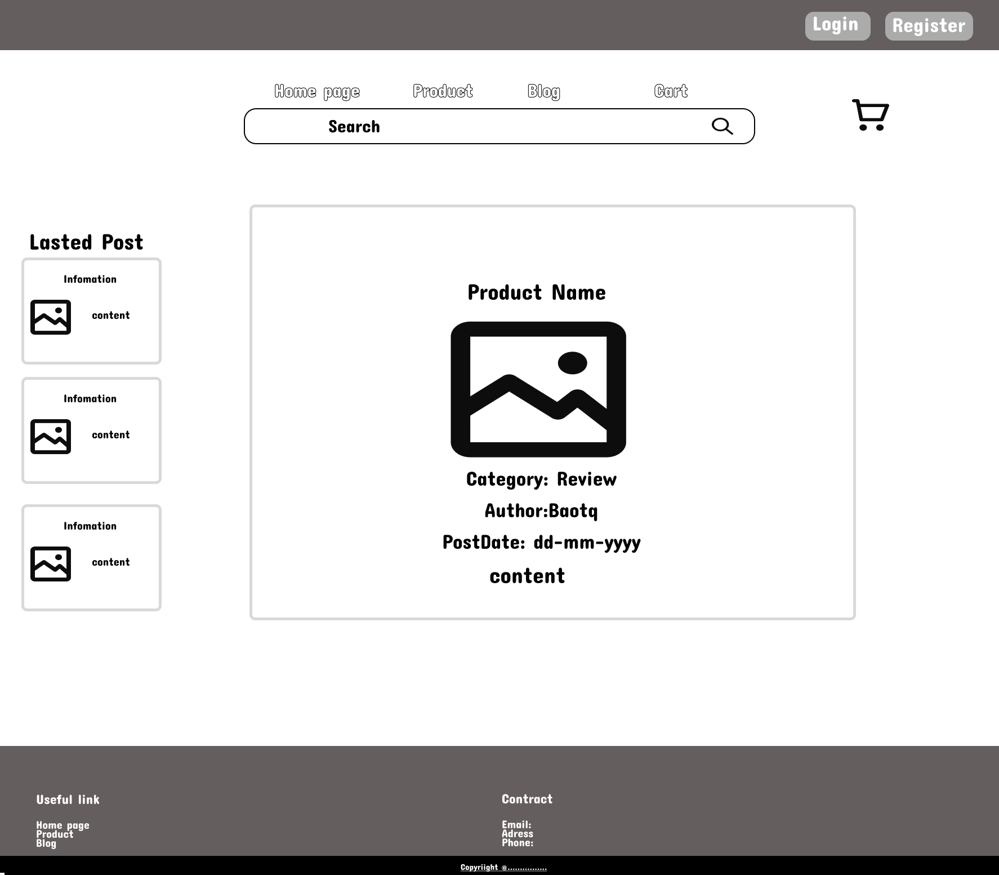 Login
Register
Home page
Product
Blog
Cart
Search
Lasted Post
Infomation
content
Infomation
content
Infomation
content
Product Name
Category: Review
Author:Baotq
PostDate: dd-mm-yyyy
content
Useful link
Home page
Product
Blog
Contract
Email:
Adress
Phone:
Copyriight @................